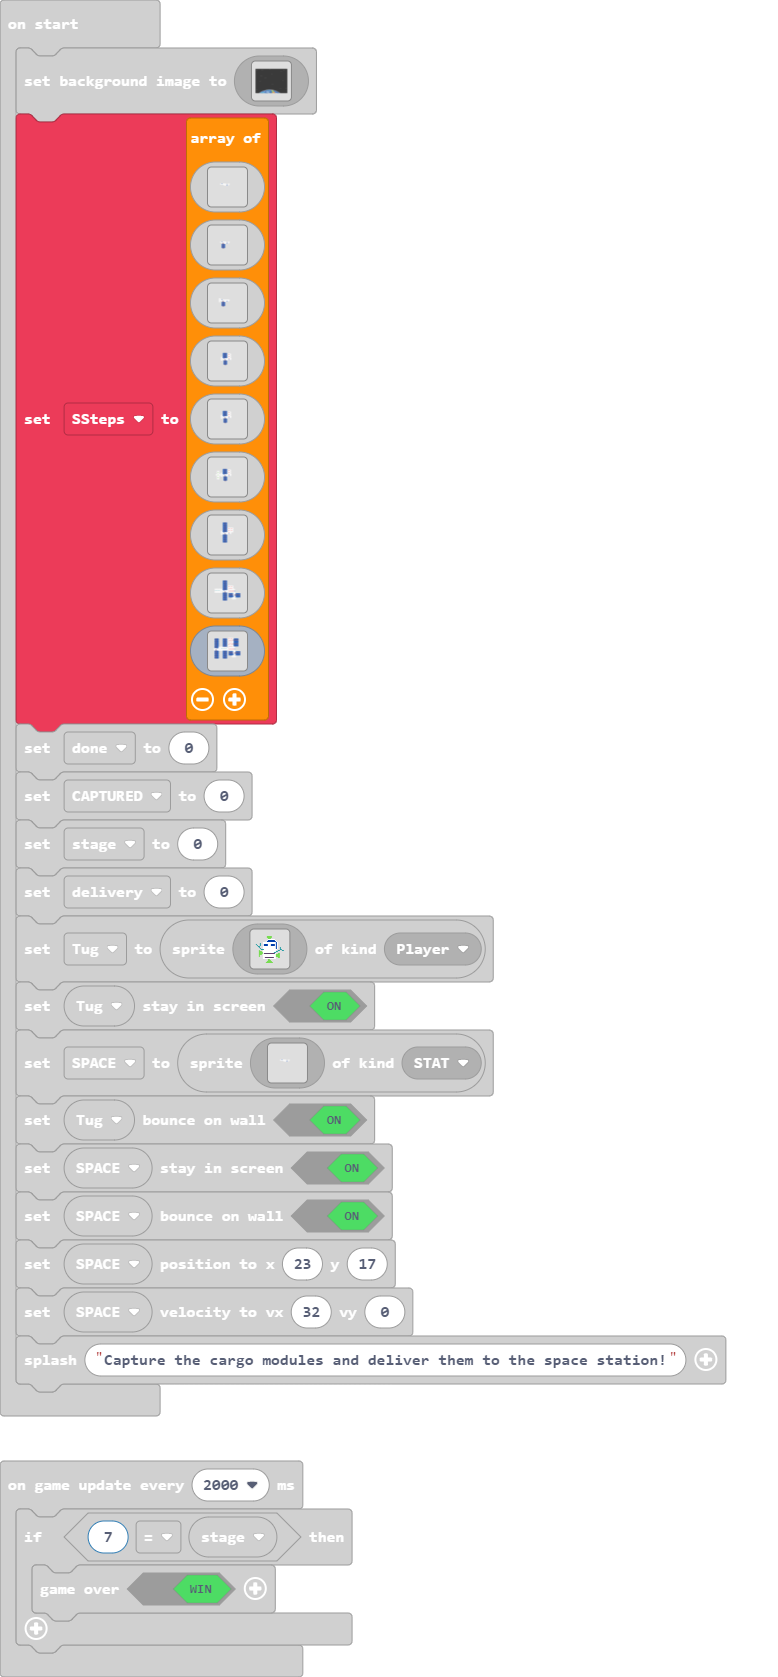 on start
set background image to
array of
set SSteps to
set done to 0
set CAPTURED to 0
set stage to 0
set delivery to 0
set Tug to sprite of kind Player
set Tug stay in screen ON
set SPACE to sprite of kind STAT
set Tug bounce on wall ON
set SPACE stay in screen ON
set SPACE bounce on wall ON
set SPACE position to x 23 y 17
set SPACE velocity to vx 32 vy 0
splash "Capture the cargo modules and deliver them to the space station!"
on game update every 2000 ms
if 7 = stage then
game over WIN